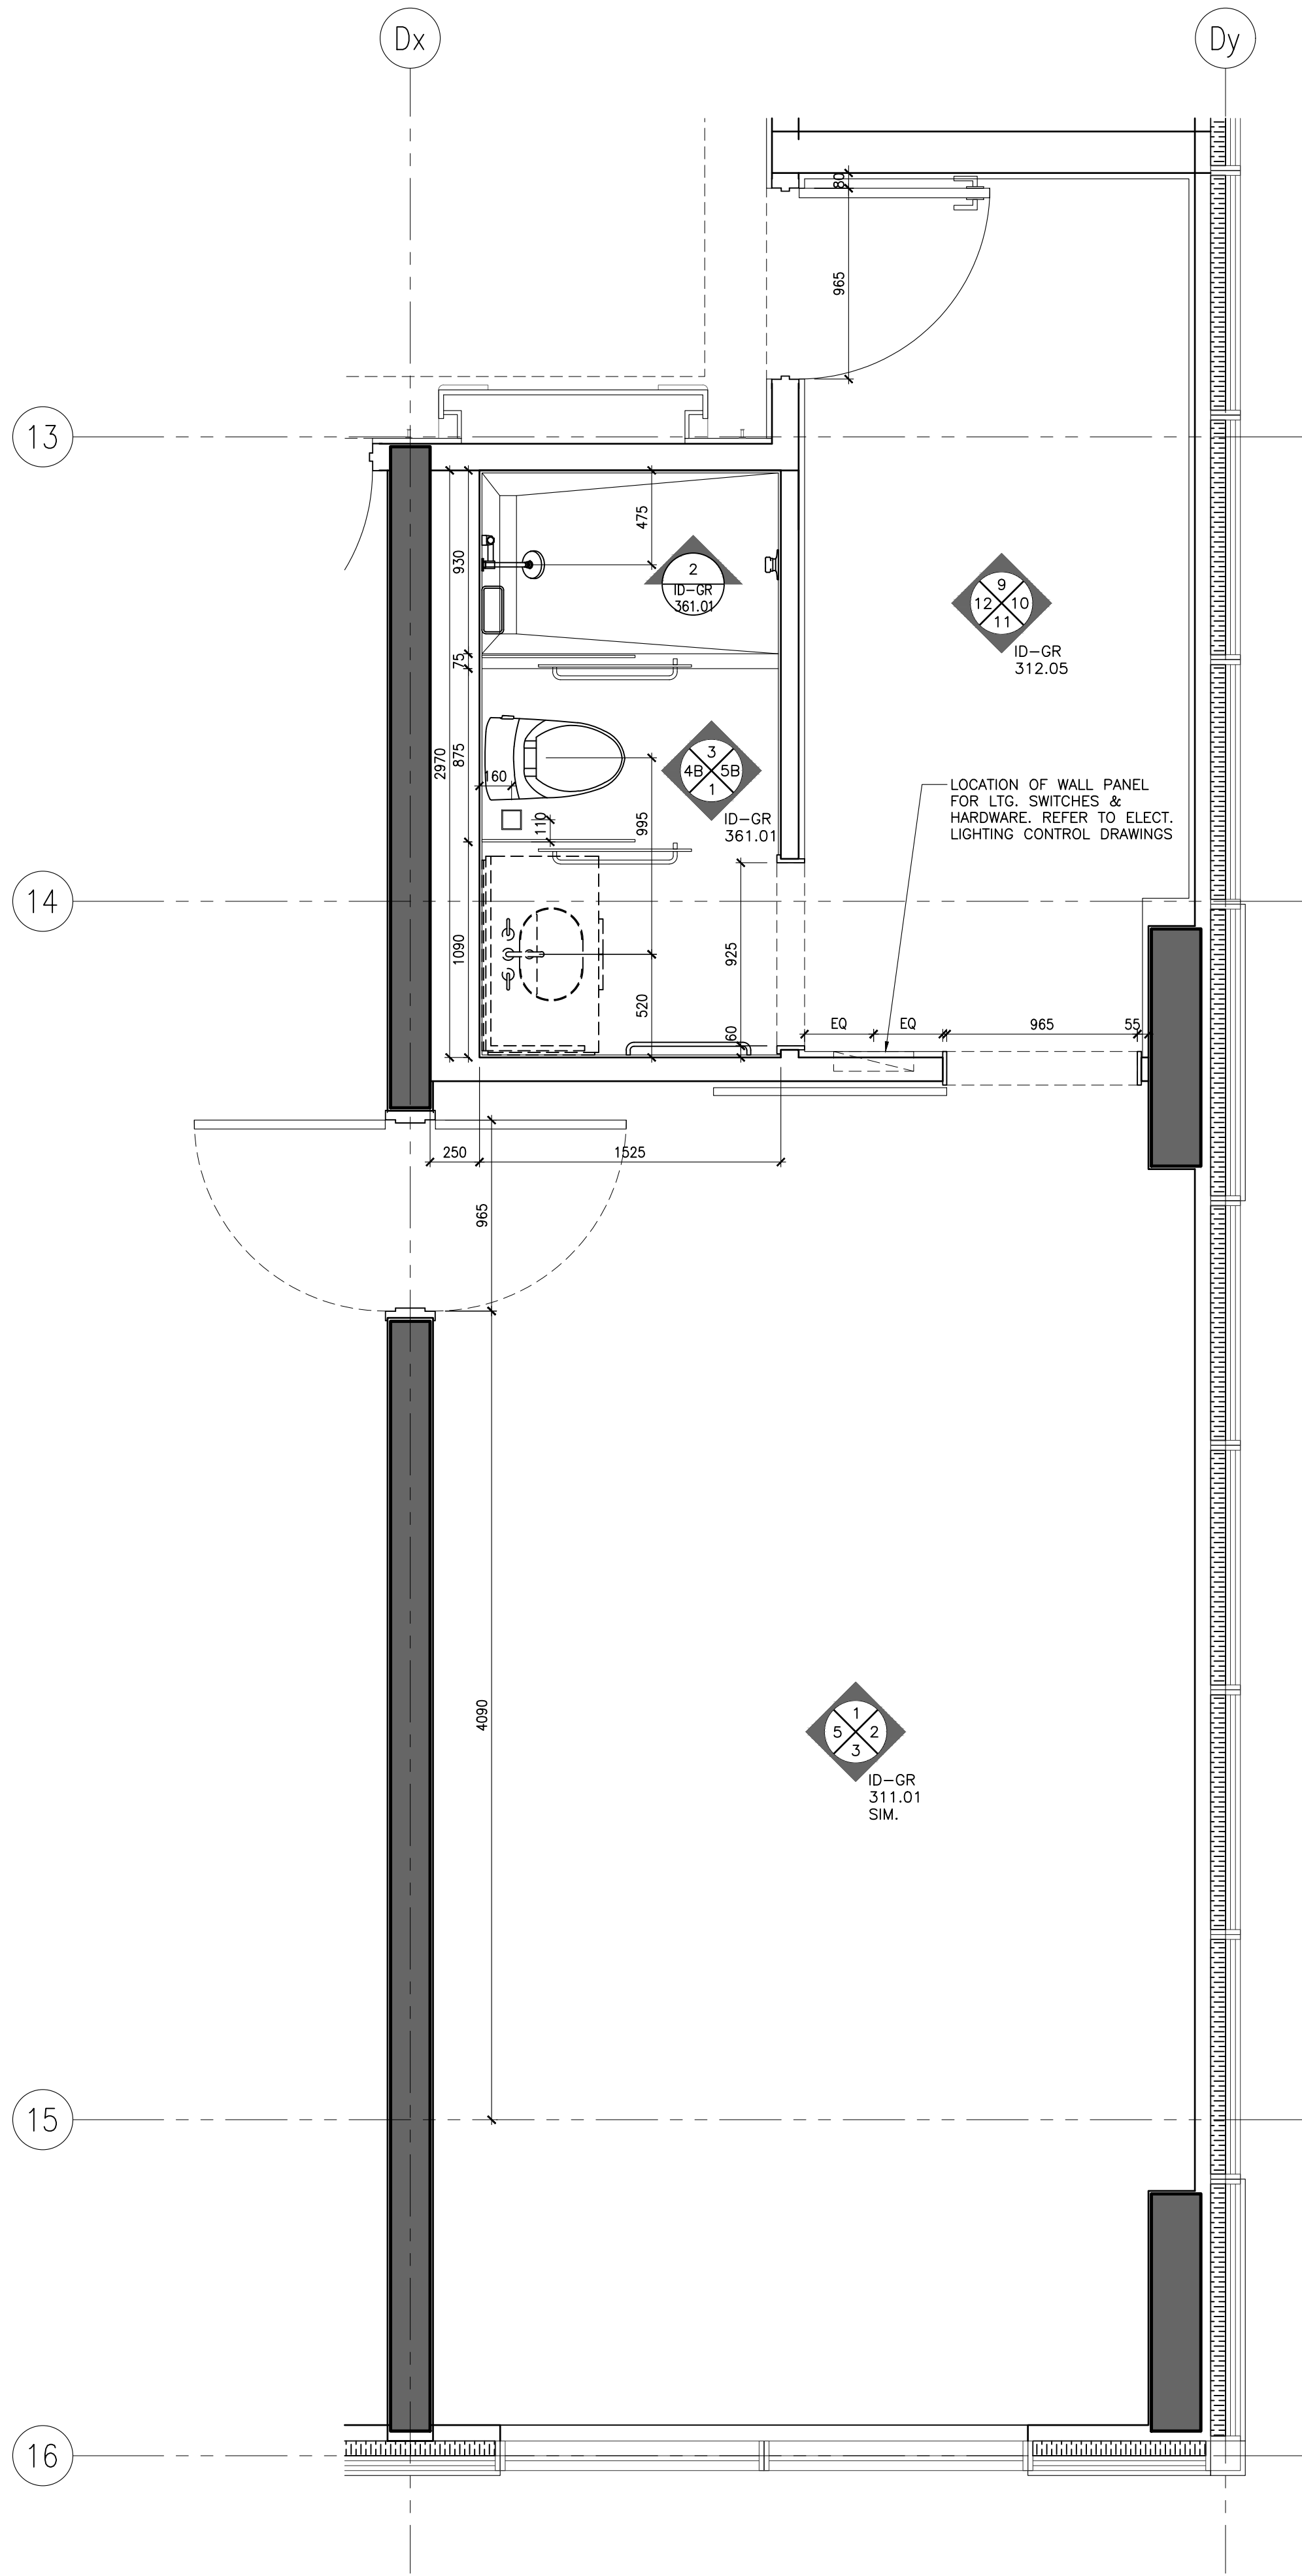 Dx
Dy
80
965
13
475
930
2
ID-GR
361.01
9
12 10
11
ID-GR
312.05
75
2970
875
160
3
4B 5B
1
ID-GR
361.01
110
995
LOCATION OF WALL PANEL
FOR LTG. SWITCHES &
HARDWARE. REFER TO ELECT.
LIGHTING CONTROL DRAWINGS
14
1090
925
520
60
EQ
EQ
965
55
250
1525
965
4090
1
5 2
3
ID-GR
311.01
SIM.
15
16